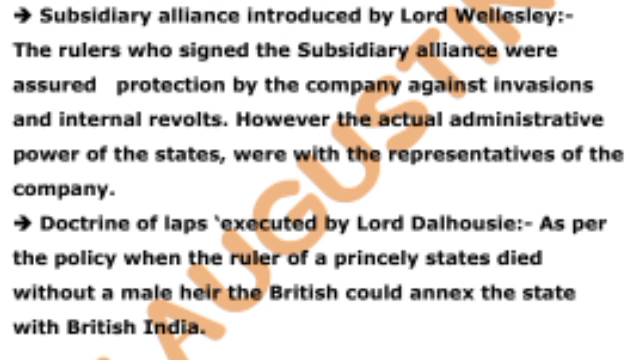 ➔ Subsidiary alliance introduced by Lord Wellesley:-
The rulers who signed the Subsidiary alliance were
assured protection by the company against invasions
and internal revolts. However the actual administrative
power of the states, were with the representatives of the
company.
➔ Doctrine of laps ‘executed by Lord Dalhousie:- As per
the policy when the ruler of a princely states died
without a male heir the British could annex the state
with British India.
AUGUSTIN